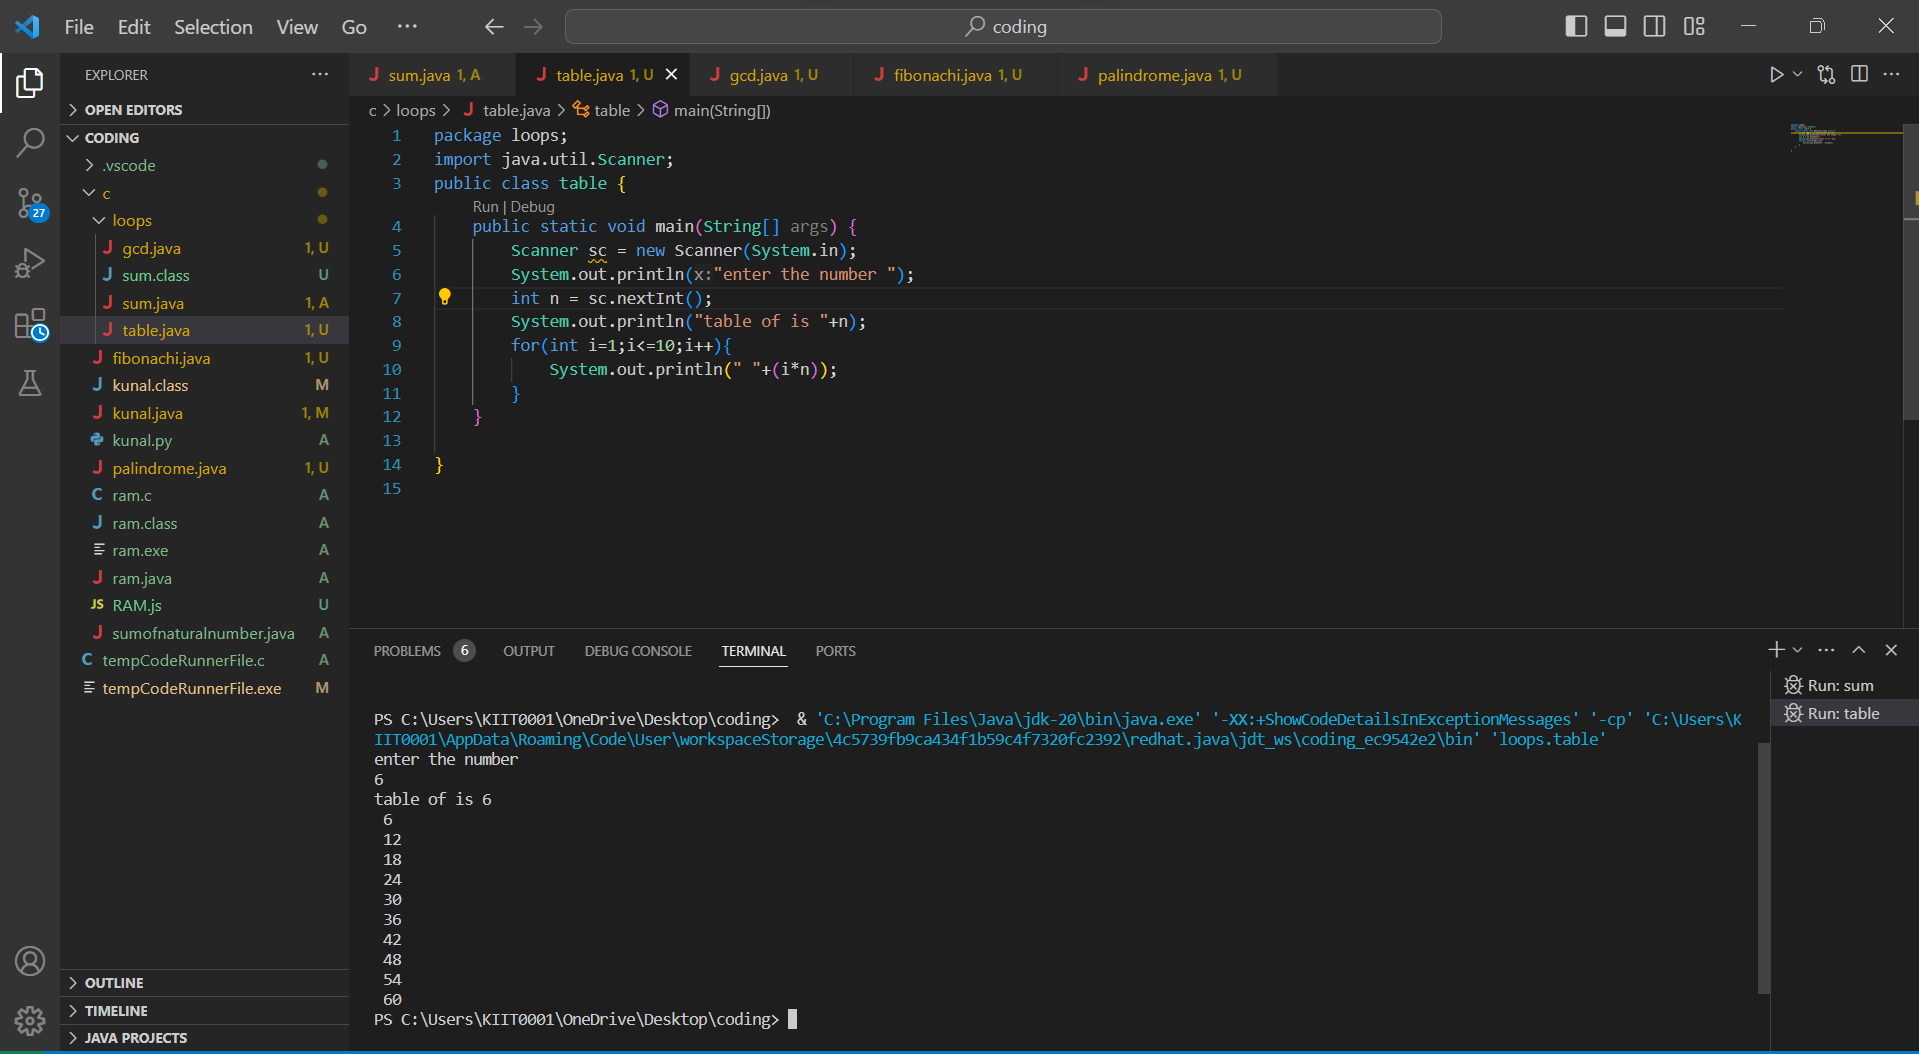 File Edit Selection View Go ··· coding
EXPLORER ···
OPEN EDITORS
CODING
.vscode
c
loops
gcd.java 1, U
sum.class U
sum.java 1, A
table.java 1, U
fibonachi.java 1, U
kunal.class M
kunal.java 1, M
kunal.py A
palindrome.java 1, U
ram.c A
ram.class A
ram.exe A
ram.java A
JS RAM.js U
sumofnaturalnumber.java A
tempCodeRunnerFile.c A
tempCodeRunnerFile.exe M
OUTLINE
TIMELINE
JAVA PROJECTS
27
sum.java 1, A table.java 1, U gcd.java 1, U fibonachi.java 1, U palindrome.java 1, U
c > loops > table.java > table > main(String[])
1 package loops;
2 import java.util.Scanner;
3 public class table {
Run | Debug
4 public static void main(String[] args) {
5 Scanner sc = new Scanner(System.in);
6 System.out.println(x:"enter the number ");
7 int n = sc.nextInt();
8 System.out.println("table of is "+n);
9 for(int i=1;i<=10;i++){
10 System.out.println(" "+(i*n));
11 }
12 }
13
14 }
15
PROBLEMS 6 OUTPUT DEBUG CONSOLE TERMINAL PORTS
PS C:\Users\KIIT0001\OneDrive\Desktop\coding> & 'C:\Program Files\Java\jdk-20\bin\java.exe' '-XX:+ShowCodeDetailsInExceptionMessages' '-cp' 'C:\Users\K
IIT0001\AppData\Roaming\Code\User\workspaceStorage\4c5739fb9ca434f1b59c4f7320fc2392\redhat.java\jdt_ws\coding_ec9542e2\bin' 'loops.table'
enter the number
6
table of is 6
6
12
18
24
30
36
42
48
54
60
PS C:\Users\KIIT0001\OneDrive\Desktop\coding>
Run: sum
Run: table